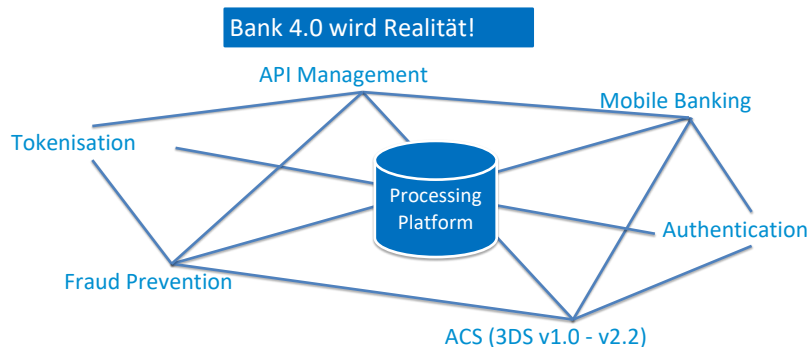 Bank 4.0 wird Realität!
API Management
Mobile Banking
Tokenisation
Processing
Platform
Authentication
Fraud Prevention
ACS (3DS v1.0 - v2.2)